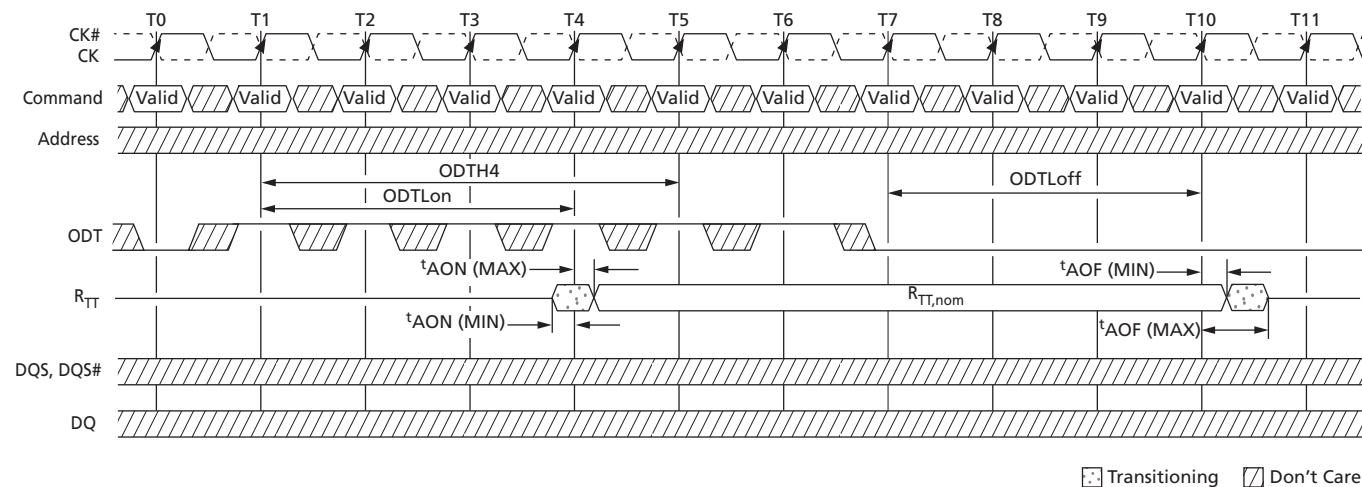 T0 T1 T2 T3 T4 T5 T6 T7 T8 T9 T10 T11
CK#
CK
Command Valid Valid Valid Valid Valid Valid Valid Valid Valid Valid Valid Valid
Address
ODTH4
ODTLon ODTLoff
ODT
tAON (MAX) tAOF (MIN)
RTT RTT,nom
tAON (MIN) tAOF (MAX)
DQS, DQS#
DQ
Transitioning Don't Care